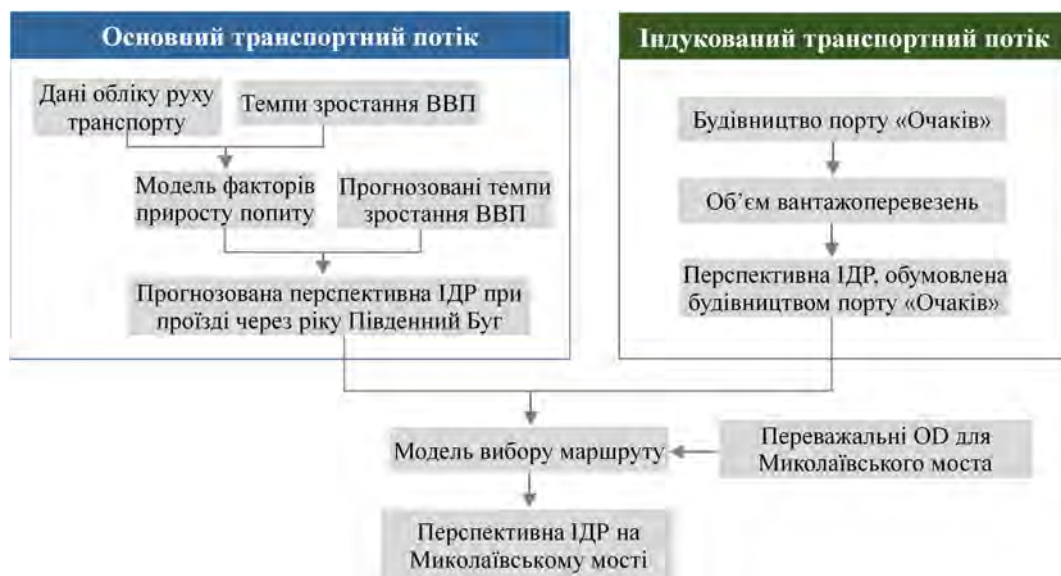 Основний транспортний потік
Дані обліку руху
транспорту
Темпи зростання ВВП
Модель факторів
приросту попиту
Прогнозовані темпи
зростання ВВП
Прогнозована перспективна ІДР при
проїзді через ріку Південний Буг
Індукований транспортний потік
Будівництво порту «Очаків»
Об’єм вантажоперевезень
Перспективна ІДР, обумовлена
будівництвом порту «Очаків»
Модель вибору маршруту
Переважальні OD для
Миколаївського моста
Перспективна ІДР на
Миколаївському мості